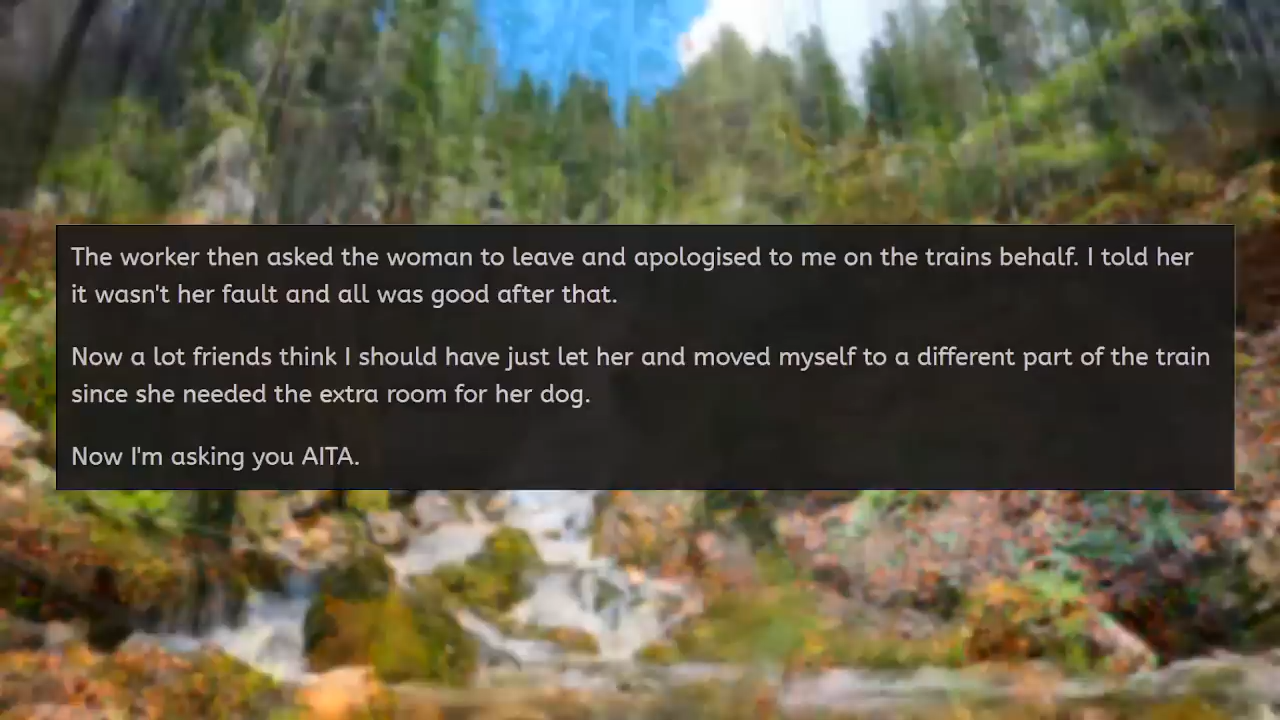 The worker then asked the woman to leave and apologised to me on the trains behalf. I told her
it wasn't her fault and all was good after that.
Now a lot friends think I should have just let her and moved myself to a different part of the train
since she needed the extra room for her dog.
Now I'm asking you AITA.